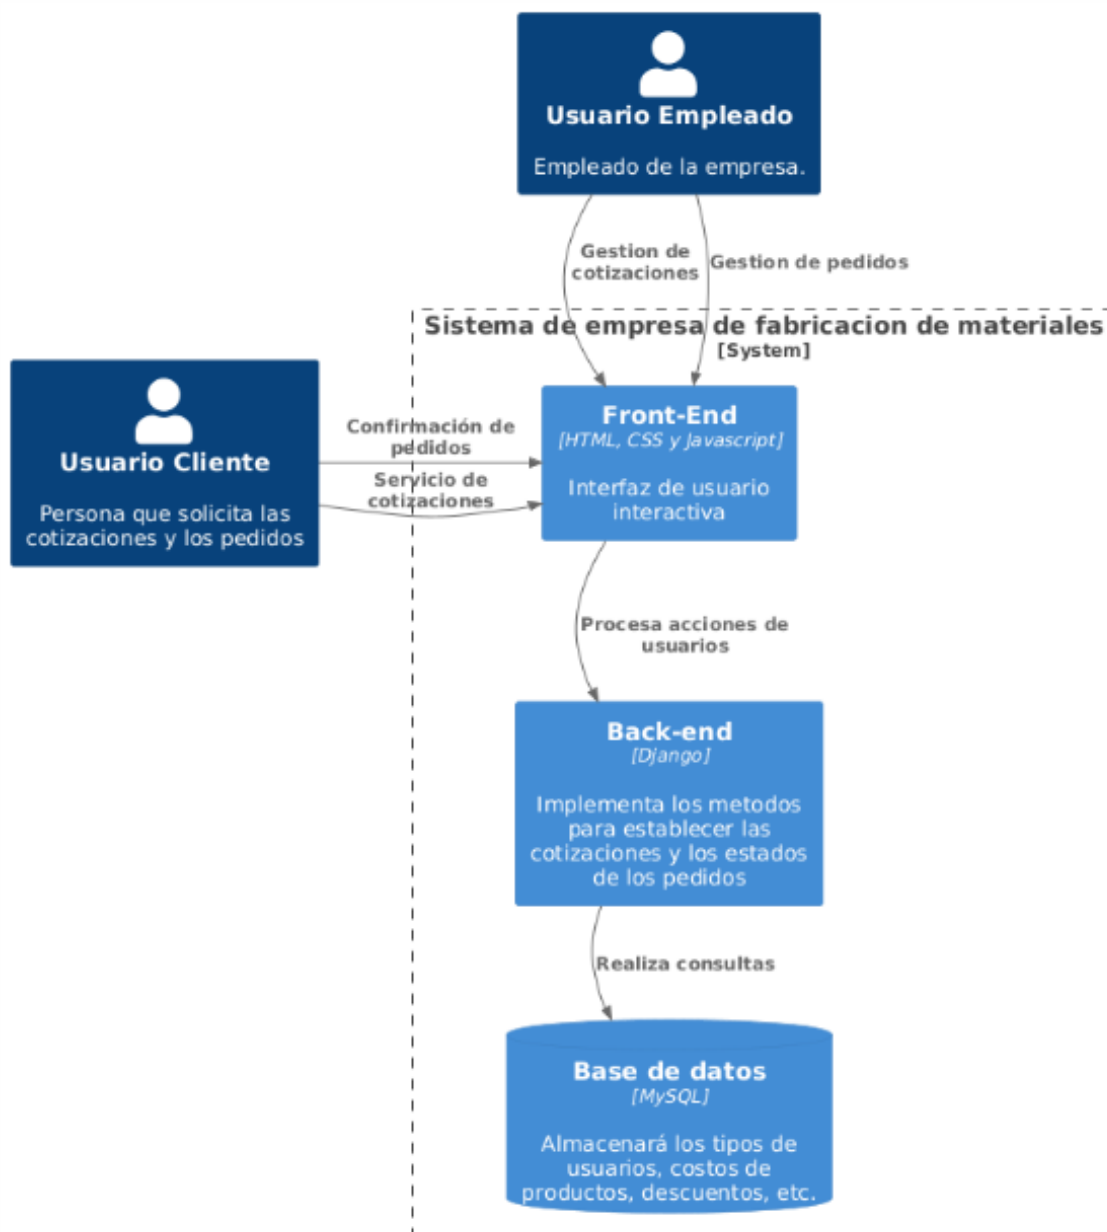 Usuario Empleado
Empleado de la empresa.
Gestion de
cotizaciones
Gestion de pedidos
Sistema de empresa de fabricacion de materiales
[System]
Usuario Cliente
Persona que solicita las
cotizaciones y los pedidos
Confirmación de
pedidos
Servicio de
cotizaciones
Front-End
[HTML, CSS y Javascript]
Interfaz de usuario
interactiva
Procesa acciones de
usuarios
Back-end
[Django]
Implementa los metodos
para establecer las
cotizaciones y los estados
de los pedidos
Realiza consultas
Base de datos
[MySQL]
Almacenará los tipos de
usuarios, costos de
productos, descuentos, etc.